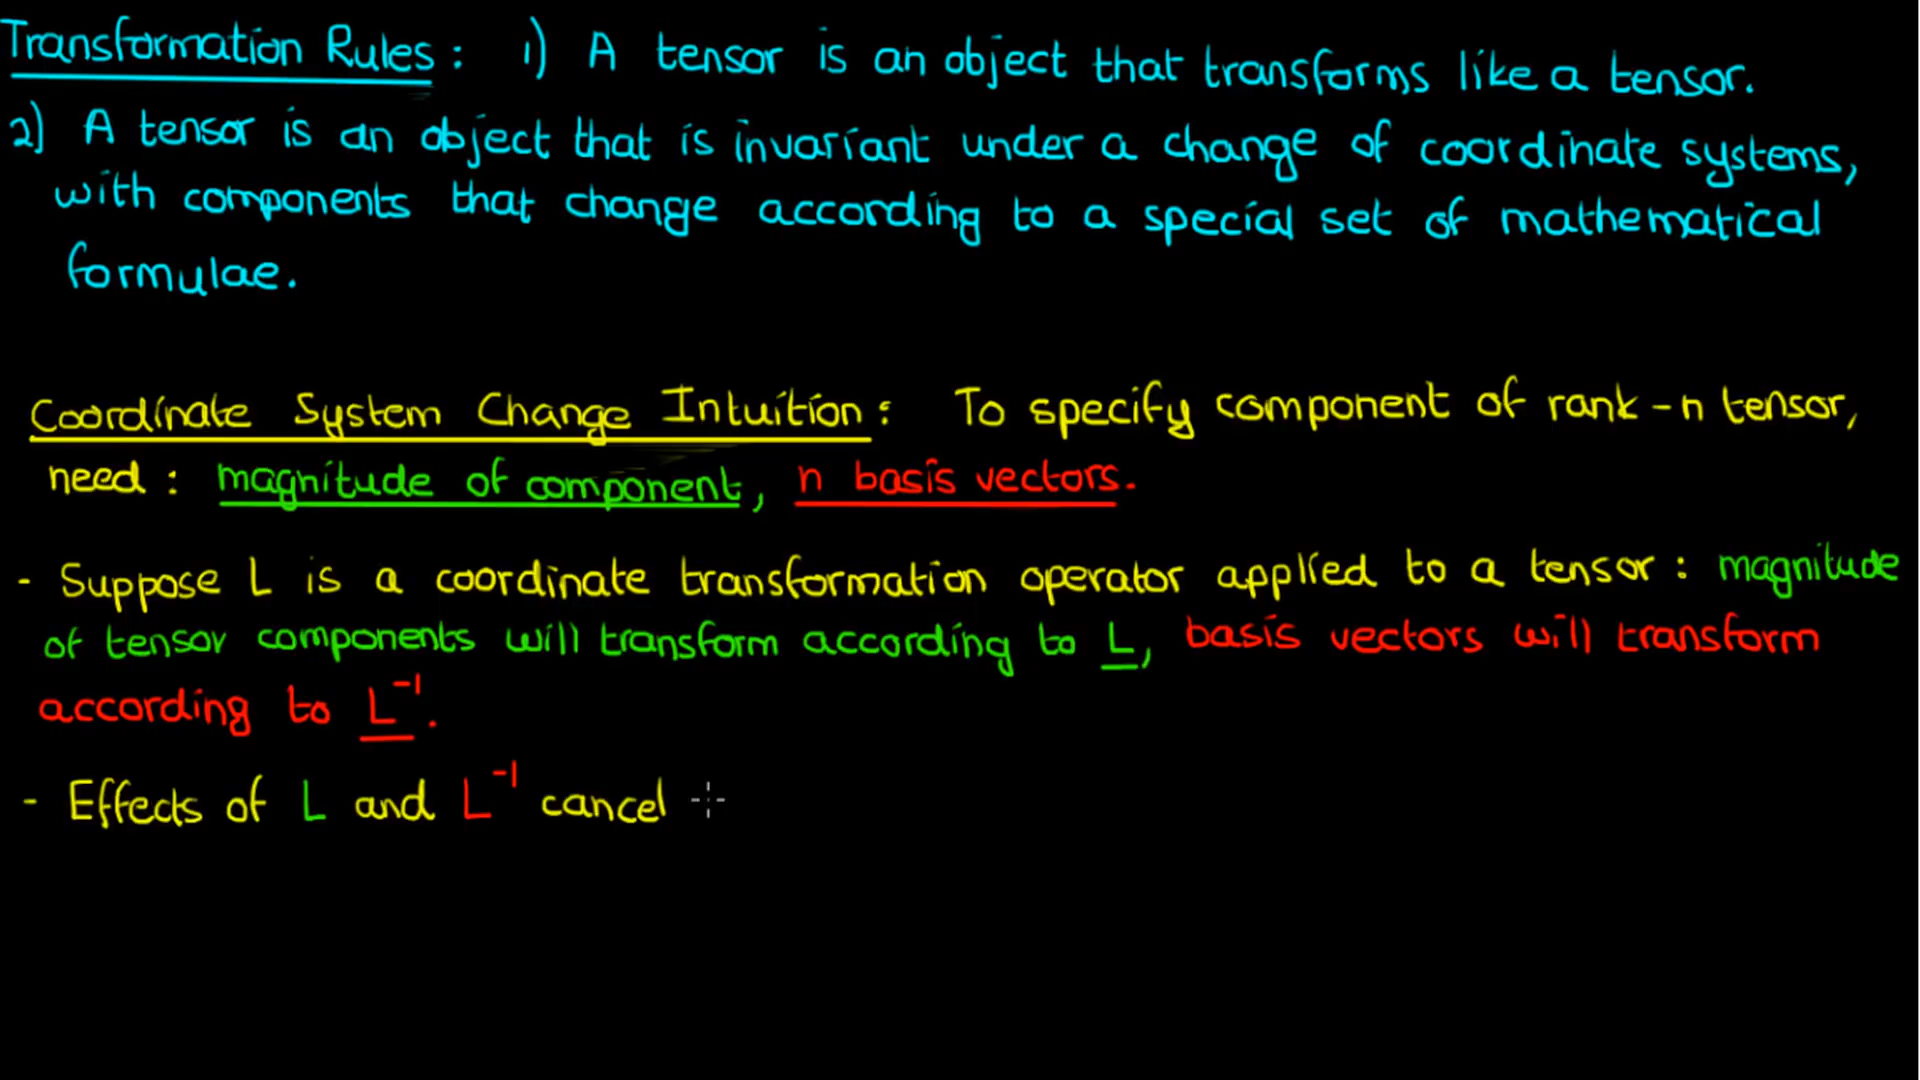 Transformation Rules: 1) A tensor is an object that transforms like a tensor.
2) A tensor is an object that is invariant under a change of coordinate systems,
with components that change according to a special set of mathematical
formulae.
Coordinate System Change Intuition: To specify component of rank-n tensor,
need: magnitude of component, n basis vectors.
- Suppose L is a coordinate transformation operator applied to a tensor: magnitude
of tensor components will transform according to L, basis vectors will transform
according to L⁻¹.
- Effects of L and L⁻¹ cancel